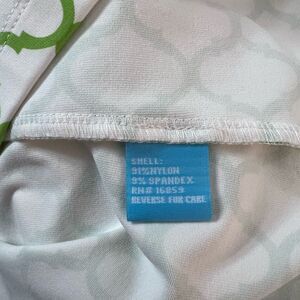 SHELL:
91%NYLON
9% SPANDEX
RN# 16859
REVERSE FOR CARE